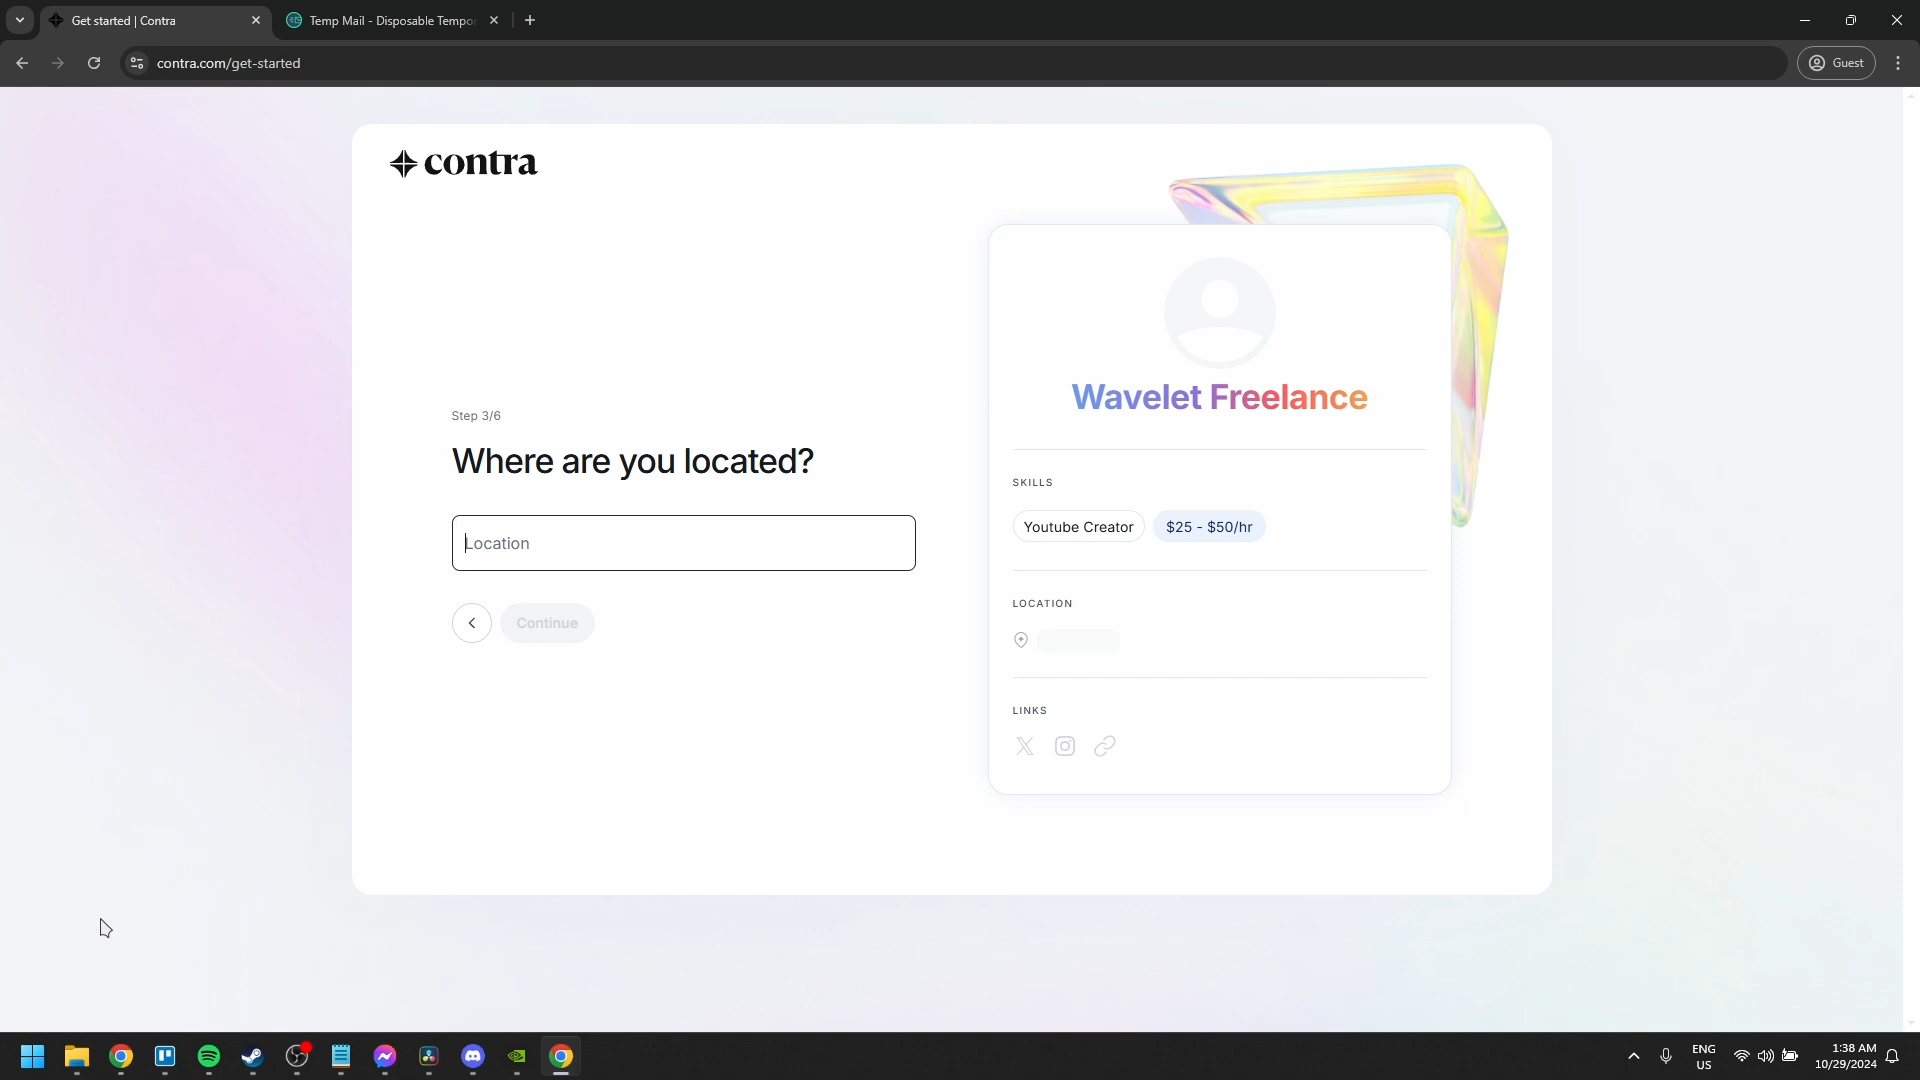 Get started | Contra
Temp Mail - Disposable Tempo
contra.com/get-started
Guest
contra
Wavelet Freelance
Step 3/6
Where are you located?
Location
Continue
SKILLS
Youtube Creator
$25 - $50/hr
LOCATION
LINKS
ENG
US
1:38 AM
10/29/2024